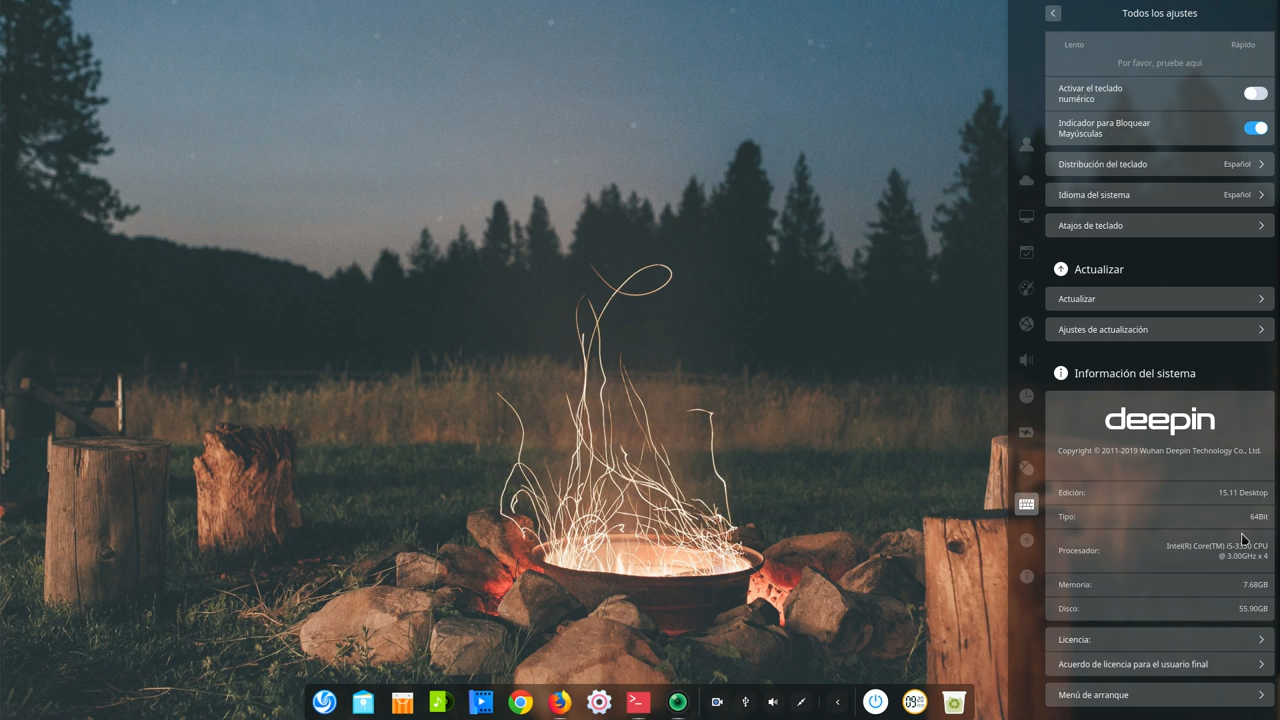 Todos los ajustes
Lento Rápido
Por favor, pruebe aquí
Activar el teclado
numérico
Indicador para Bloquear
Mayúsculas
Distribución del teclado Español
Idioma del sistema Español
Atajos de teclado
Actualizar
Actualizar
Ajustes de actualización
Información del sistema
deepin
Copyright © 2011-2019 Wuhan Deepin Technology Co., Ltd.
Edición: 15.11 Desktop
Tipo: 64Bit
Procesador: Intel(R) Core(TM) CPU
@ 3.00GHz x 4
Memoria: 7.68GB
Disco: 55.90GB
Licencia:
Acuerdo de licencia para el usuario final
Menú de arranque